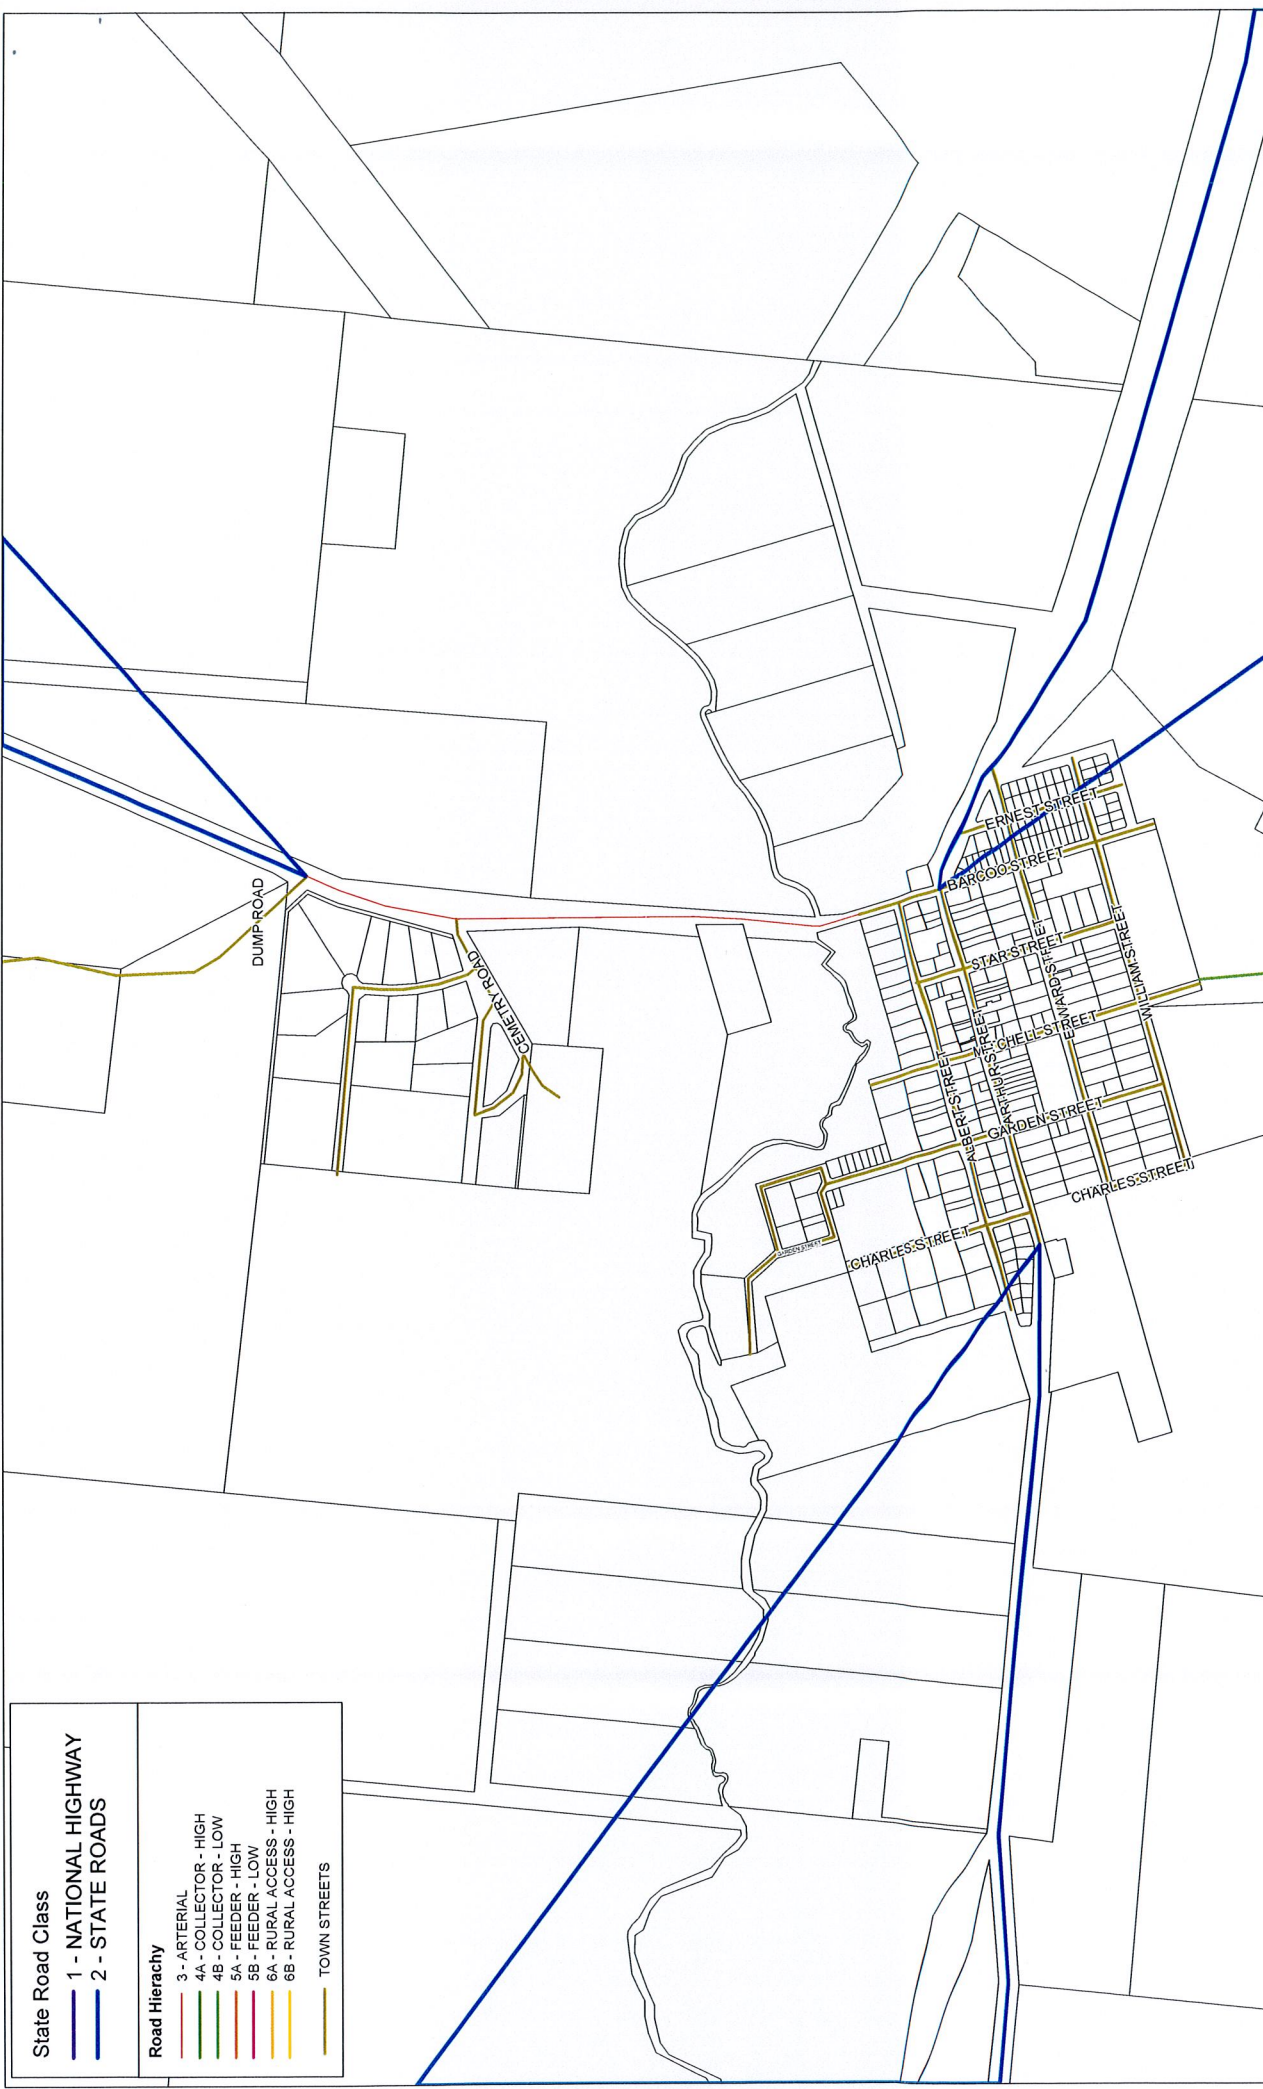 State Road Class
1 - NATIONAL HIGHWAY
2 - STATE ROADS
Road Hierachy
3 - ARTERIAL
4A - COLLECTOR - HIGH
4B - COLLECTOR - LOW
5A - FEEDER - HIGH
5B - FEEDER - LOW
6A - RURAL ACCESS - HIGH
6B - RURAL ACCESS - HIGH
TOWN STREETS
DUMP ROAD
CEMETRY ROAD
GARDEN STREET
CHARLES STREET
ALBERT STREET
ARTHUR STREET
EDWARD STREET
WILLIAM STREET
CHELL STREET
GARDEN STREET
CHARLES STREET
STAR STREET
BARCOO STREET
ERNEST STREET